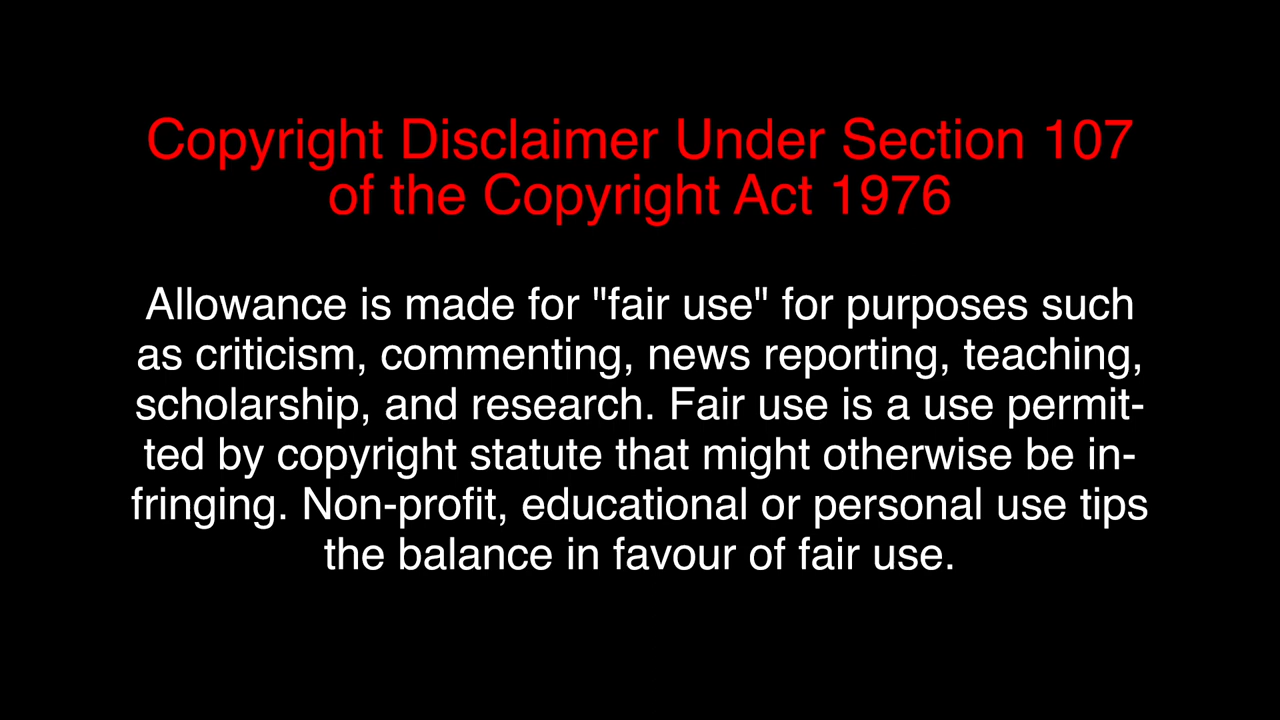 Copyright Disclaimer Under Section 107
of the Copyright Act 1976
Allowance is made for "fair use" for purposes such
as criticism, commenting, news reporting, teaching,
scholarship, and research. Fair use is a use permit-
ted by copyright statute that might otherwise be in-
fringing. Non-profit, educational or personal use tips
the balance in favour of fair use.